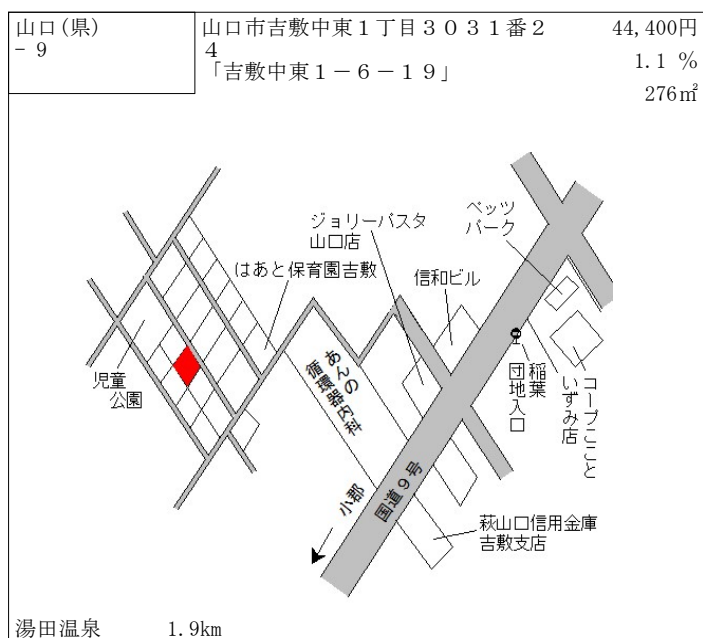 山口(県)
- 9
山口市吉敷中東１丁目３０３１番２
４
「吉敷中東１－６－１９」
44,400円
1.1 %
276㎡
ペッツ
パーク
ジョリーパスタ
山口店
はあと保育園吉敷
信和ビル
児童
公園
あんの
循環器内科
稲葉
団地入口
コープここと
いずみ店
国道９号
小郡
萩山口信用金庫
吉敷支店
湯田温泉 1.9km